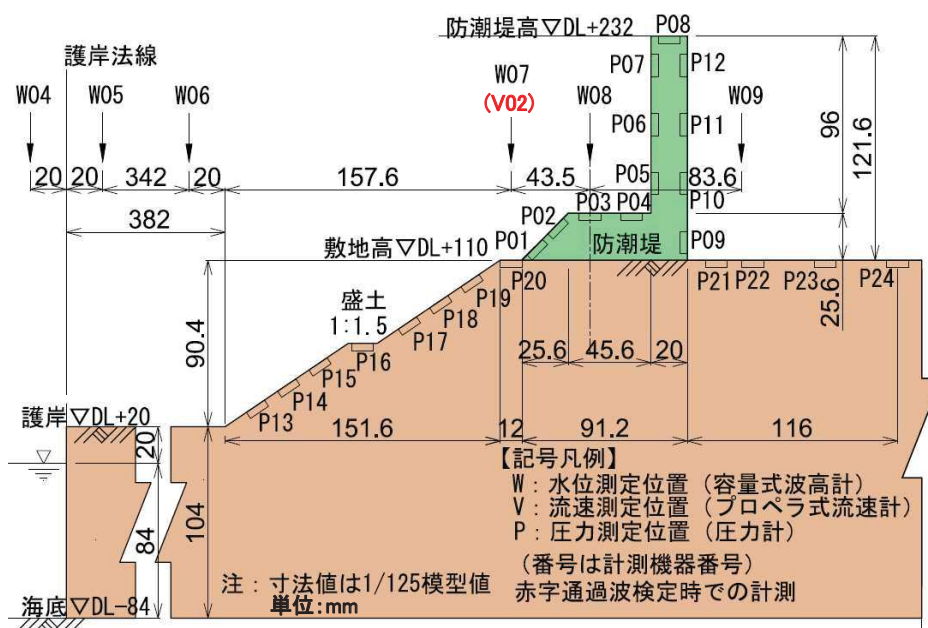 防潮堤高▽DL+232
P08
護岸法線
W04
W05
W06
W07
(V02)
W08
W09
P07
P12
P06
P11
P05
P10
96
121.6
20
20
342
20
157.6
43.5
83.6
382
P02
P03
P04
P01
防潮堤
P09
敷地高▽DL+110
P20
P21
P22
P23
P24
25.6
P19
P18
P17
盛土
1:1.5
P16
P15
P14
P13
90.4
25.6
45.6
20
護岸▽DL+20
20
151.6
12
91.2
116
84
104
【記号凡例】
W:水位測定位置(容量式波高計)
V:流速測定位置(プロペラ式流速計)
P:圧力測定位置(圧力計)
(番号は計測機器番号)
赤字通過波検定時での計測
注:寸法値は1/125模型値
単位:mm
海底▽DL-84